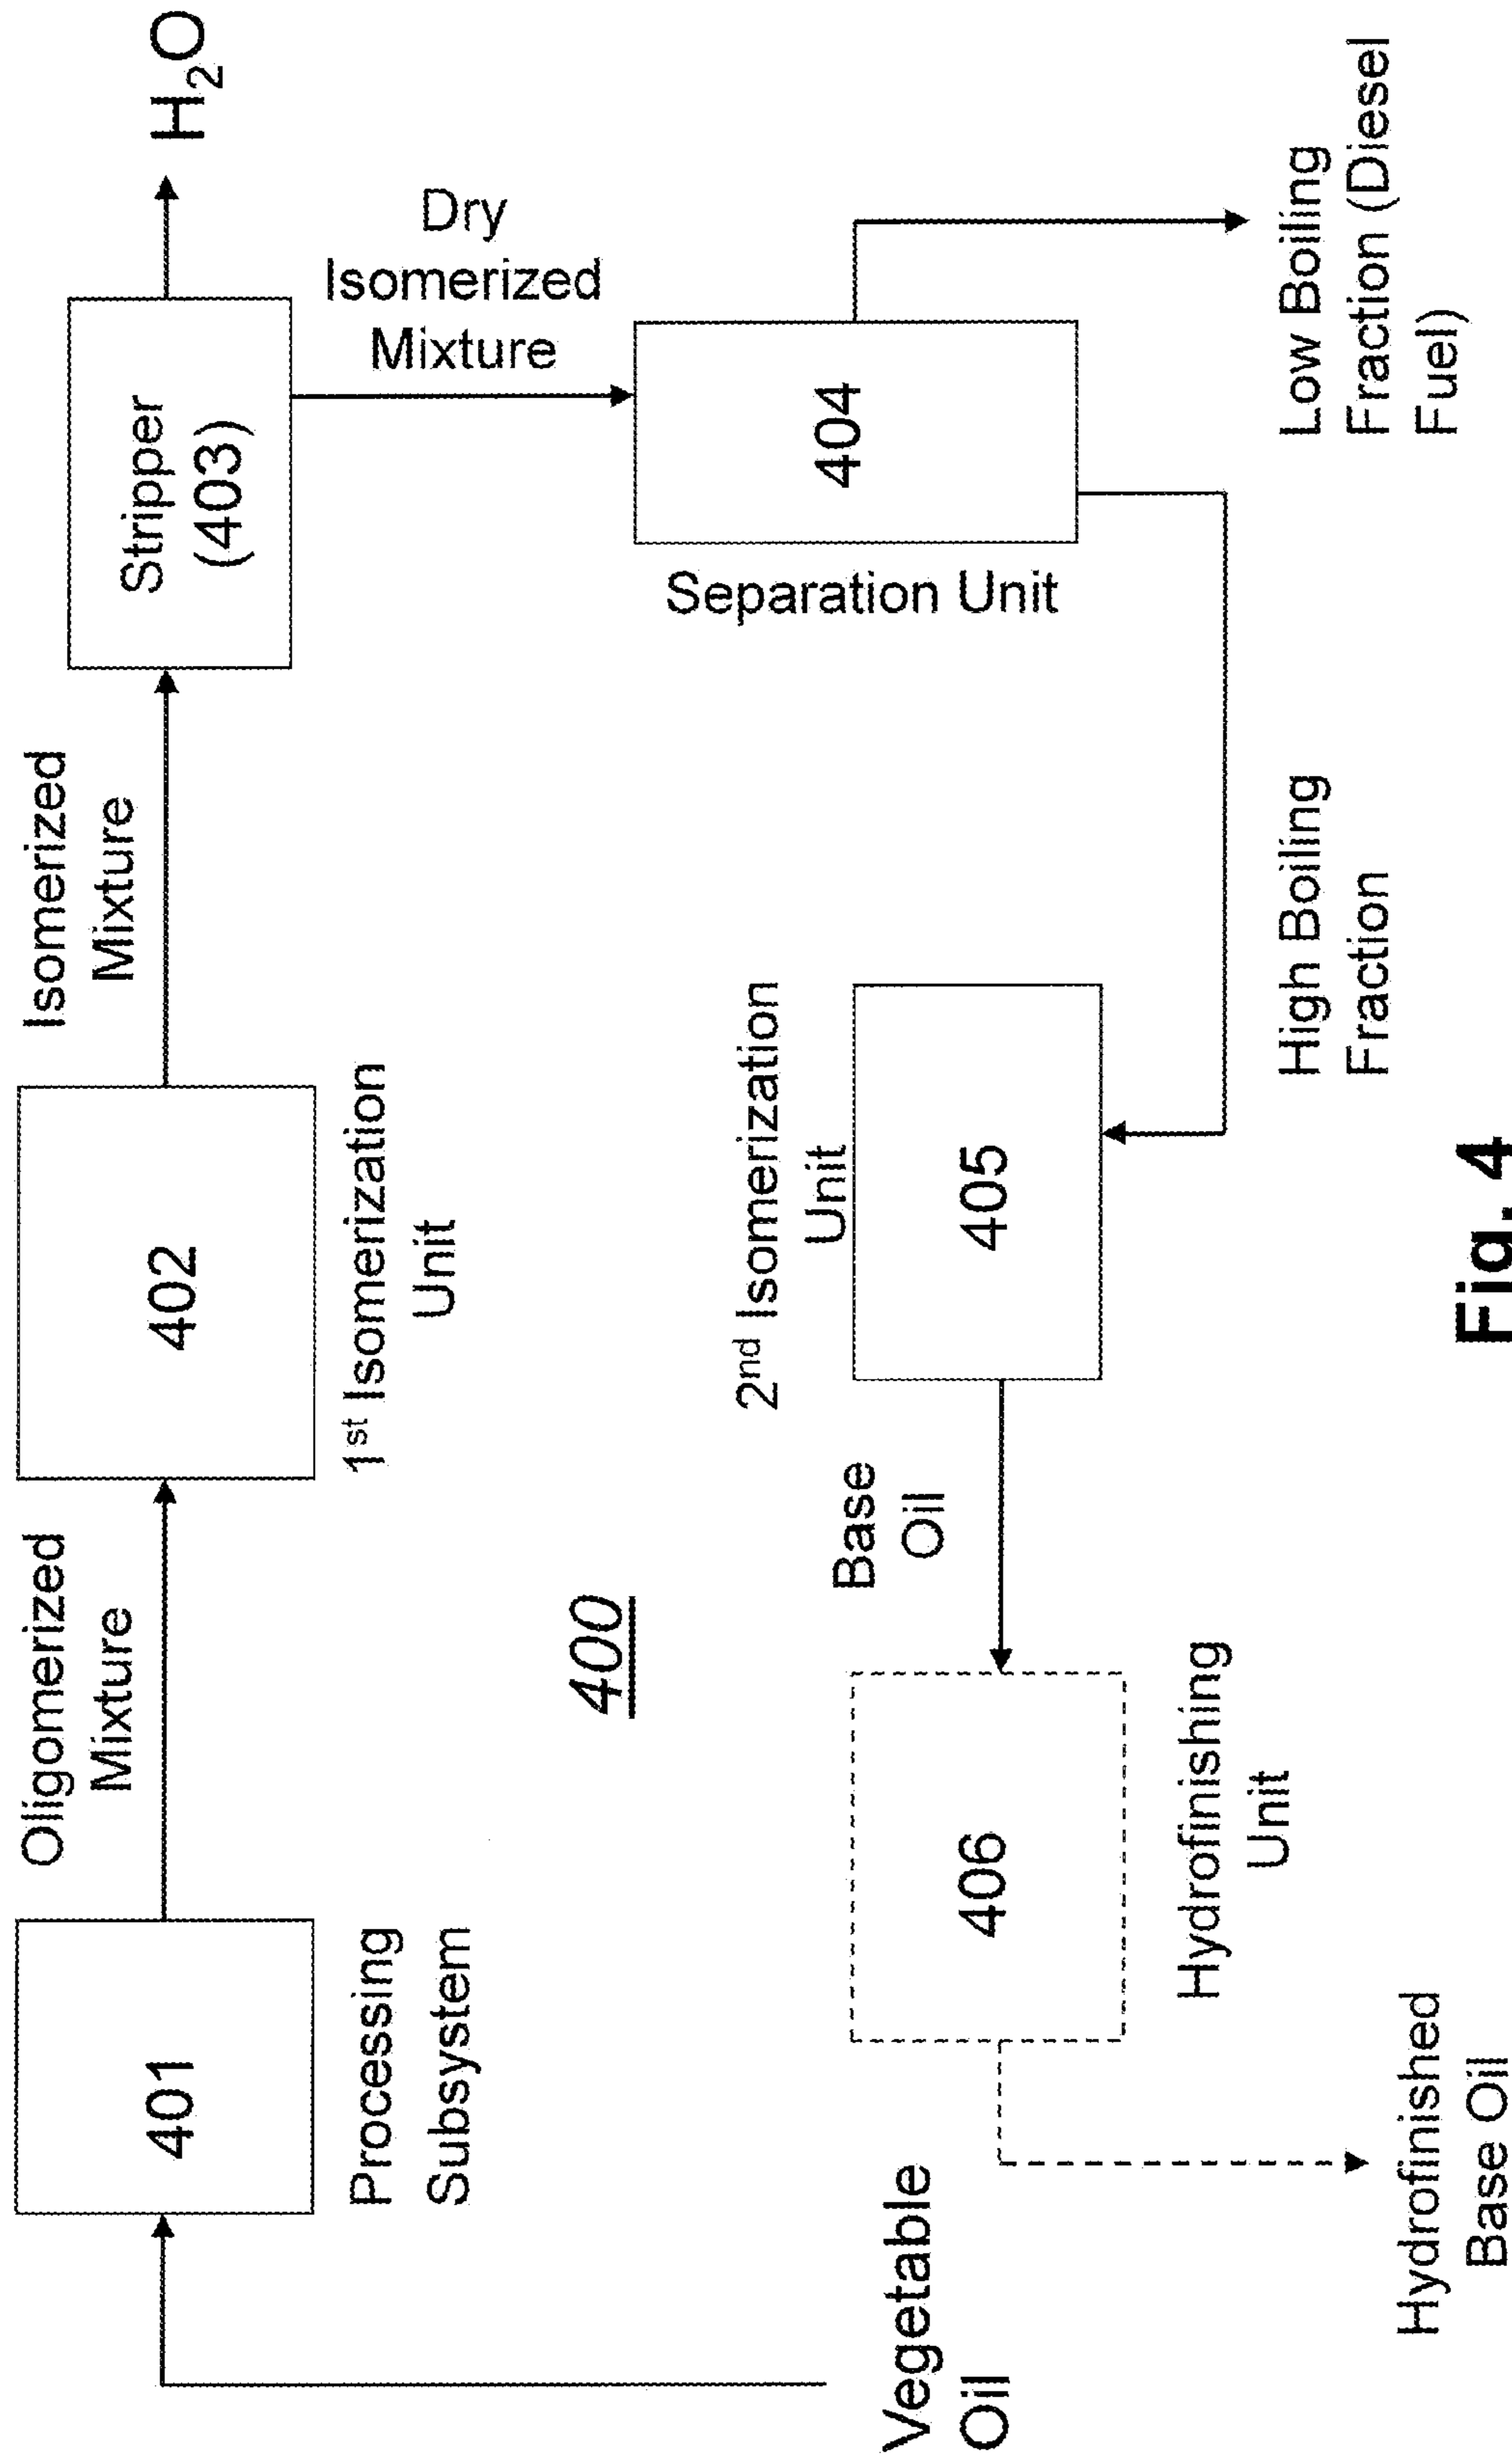 Oligomerized
Mixture
Isomerized
Mixture
H₂O
401
402
Stripper
(403)
Processing
Subsystem
1st Isomerization
Unit
Dry
Isomerized
Mixture
400
404
Separation Unit
2nd Isomerization
Unit
Vegetable
Oil
Base
Oil
406
405
Hydrofinishing
Unit
High Boiling
Fraction
Low Boiling
Fraction (Diesel
Fuel)
Hydrofinished
Base Oil
Fig. 4